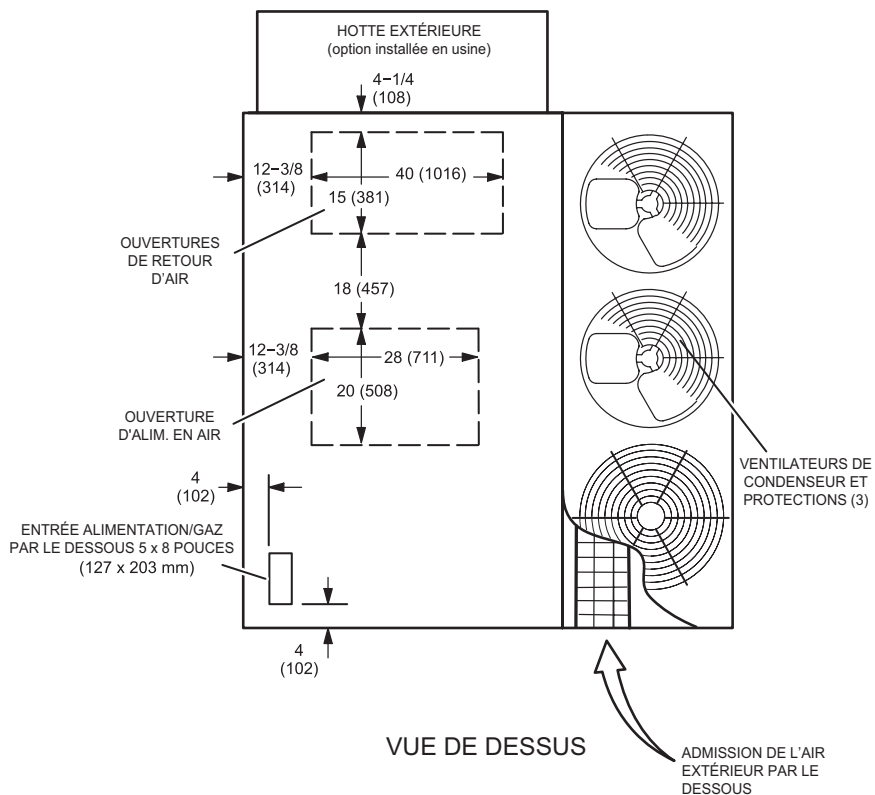 HOTTE EXTÉRIEURE
(option installée en usine)
4−1/4
(108)
12−3/8
(314)
40 (1016)
15 (381)
OUVERTURES
DE RETOUR
D'AIR
18 (457)
12−3/8
(314)
28 (711)
20 (508)
OUVERTURE
D'ALIM. EN AIR
VENTILATEURS DE
CONDENSEUR ET
PROTECTIONS (3)
4
(102)
ENTRÉE ALIMENTATION/GAZ
PAR LE DESSOUS 5 x 8 POUCES
(127 x 203 mm)
4
(102)
VUE DE DESSUS
ADMISSION DE L'AIR
EXTÉRIEUR PAR LE
DESSOUS